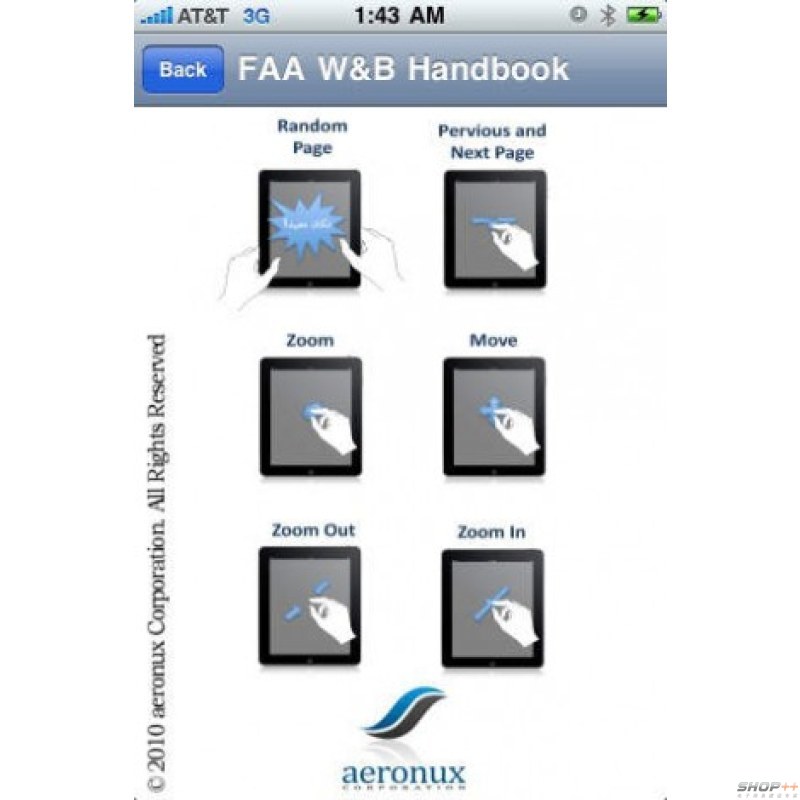 AT&T 3G 1:43 AM
Back FAA W&B Handbook
Random
Page
Pervious and
Next Page
Zoom
Move
Zoom Out
Zoom In
© 2010 aeronux Corporation. All Rights Reserved
aeronux
CORPORATION
SHOP++